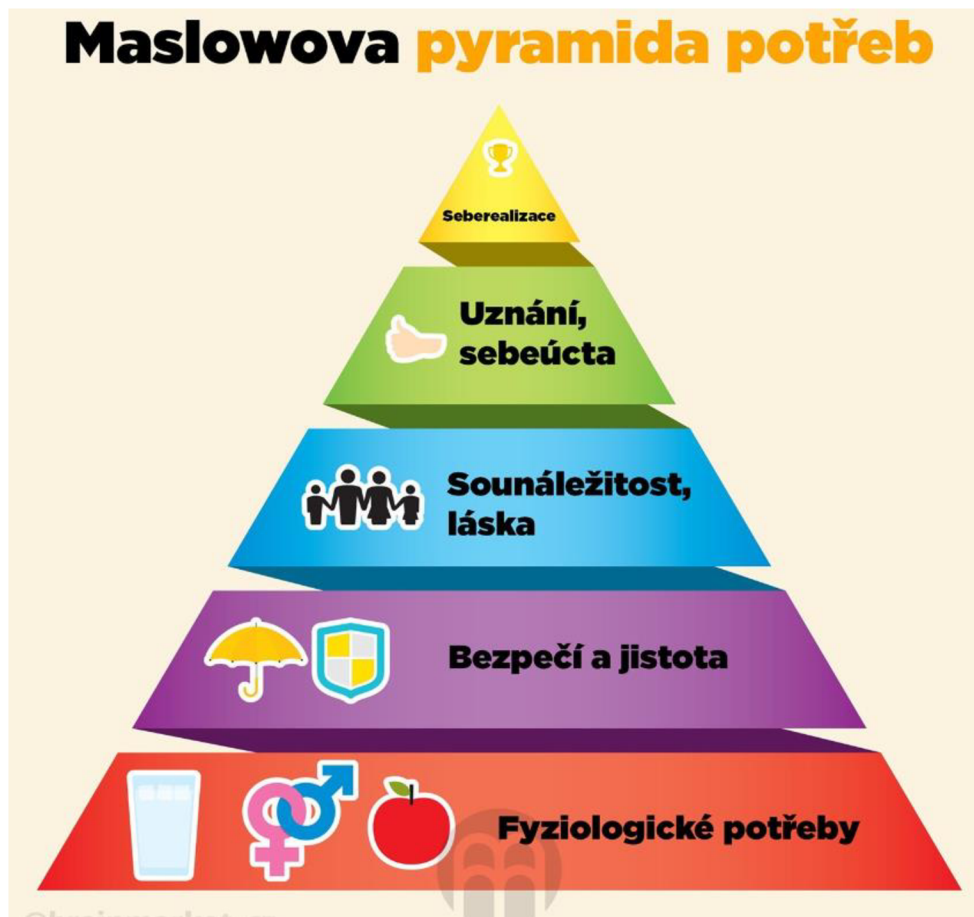 Maslowova pyramida potřeb
Seberealizace
Uznání,
sebeúcta
Sounáležitost,
láska
Bezpečí a jistota
Fyziologické potřeby